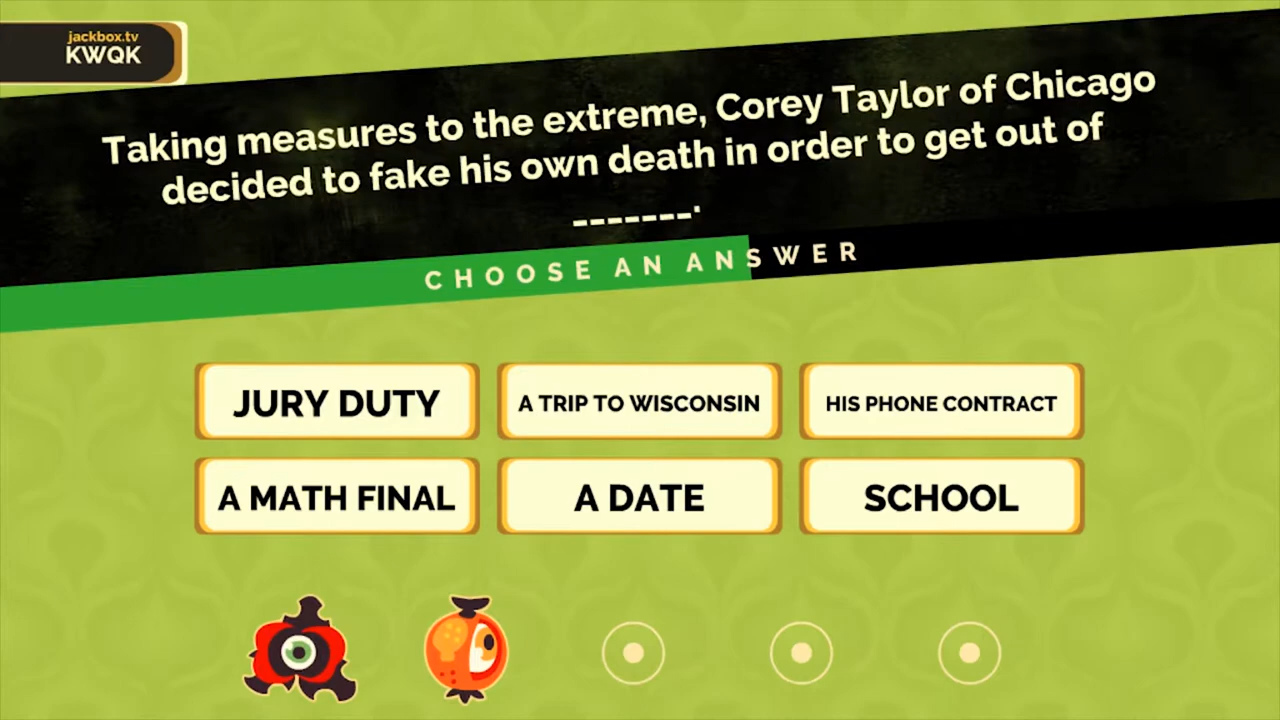 jackbox.tv
KWQK
Taking measures to the extreme, Corey Taylor of Chicago
decided to fake his own death in order to get out of
_______.
CHOOSE AN ANSWER
JURY DUTY
A TRIP TO WISCONSIN
HIS PHONE CONTRACT
A MATH FINAL
A DATE
SCHOOL